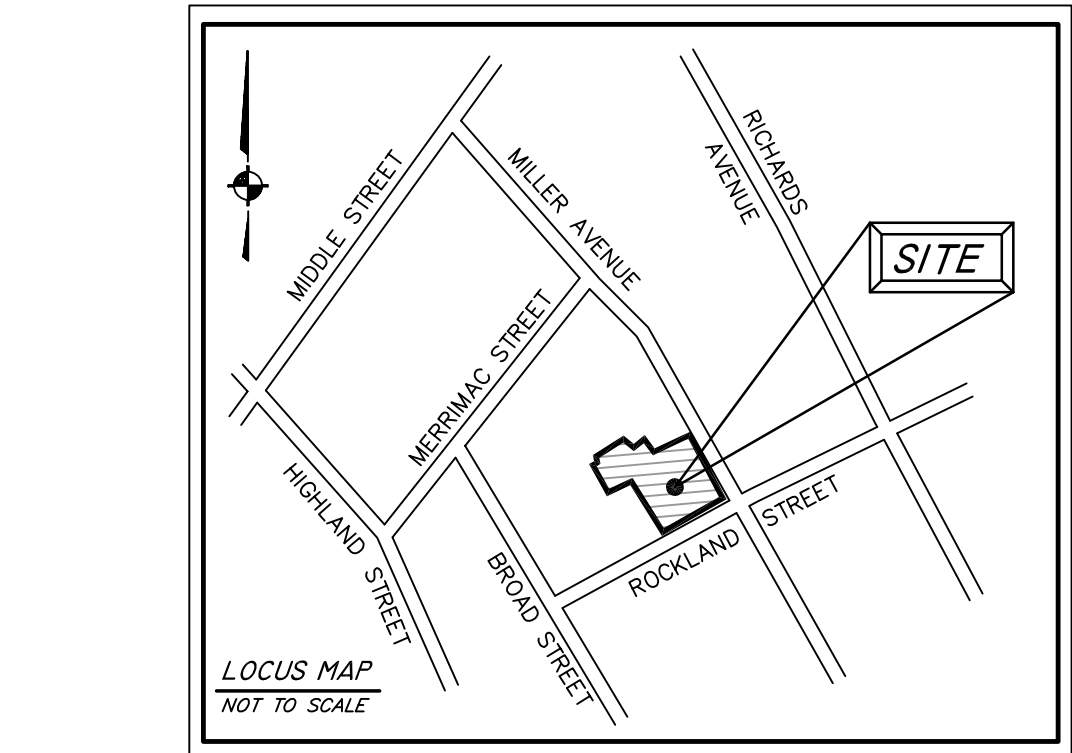 RICHARDS
AVENUE
MIDDLE STREET
MILLER AVENUE
SITE
MERRIMAC STREET
HIGHLAND STREET
ROCKLAND STREET
BROAD STREET
LOCUS MAP
NOT TO SCALE